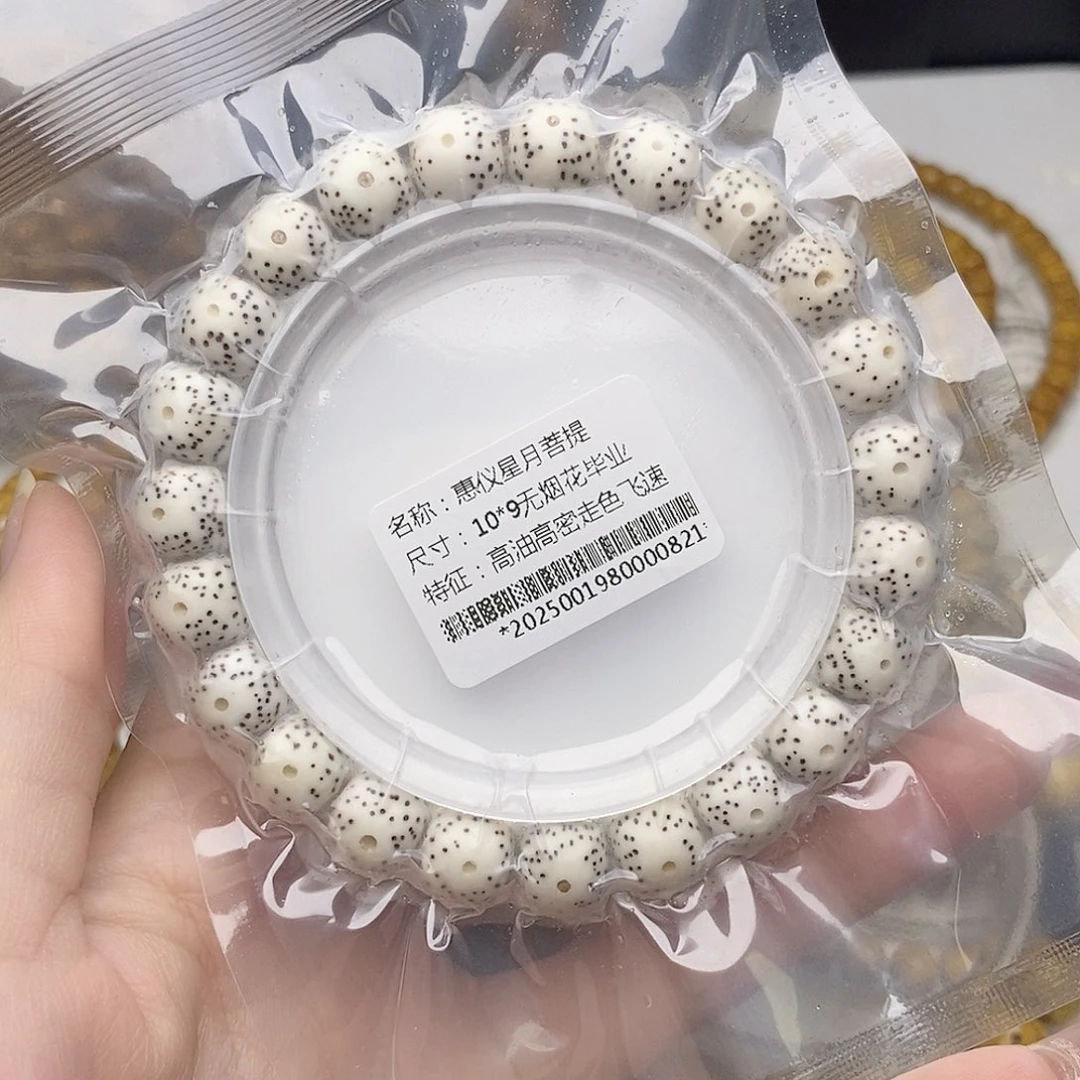 名称：惠仪星月菩提
尺寸：10*9无烟花毕业
特征：高油高密走色飞速
*2025001980000821: